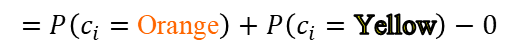 = P(cᵢ = Orange) + P(cᵢ = Yellow) − 0